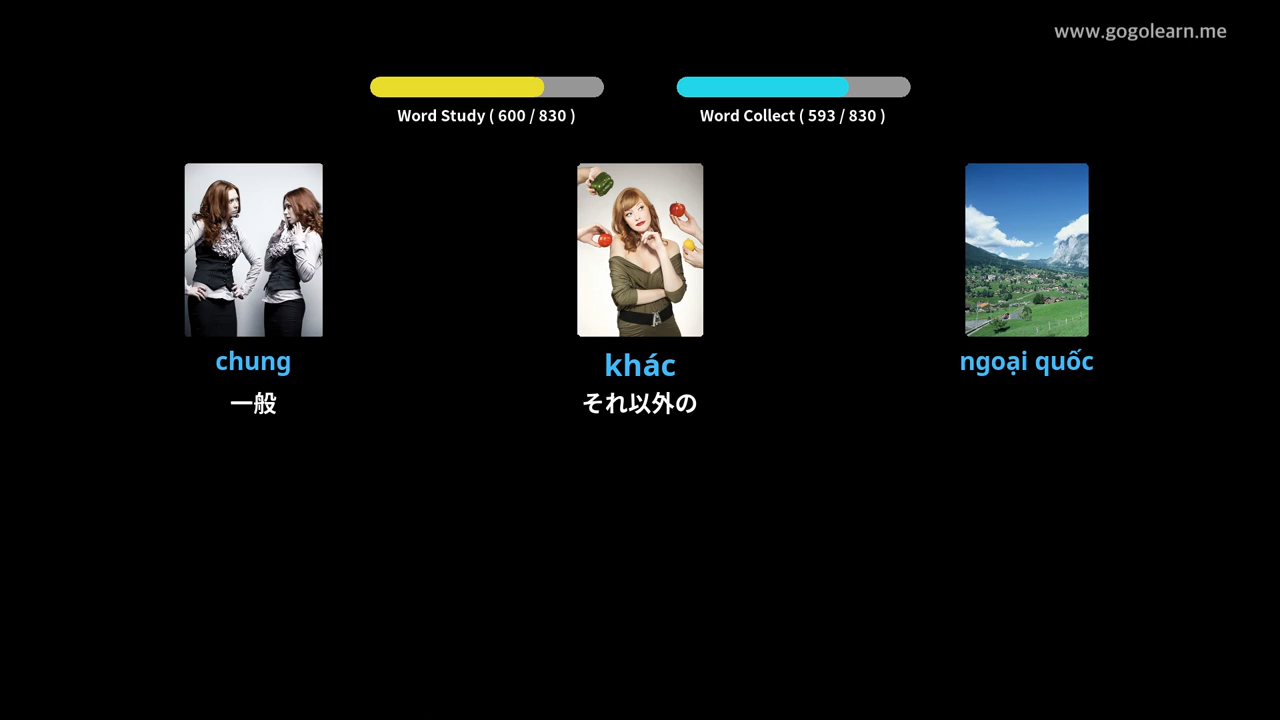 www.gogolearn.me
Word Study ( 600 / 830 )
Word Collect ( 593 / 830 )
chung
khác
ngoại quốc
一般
それ以外の